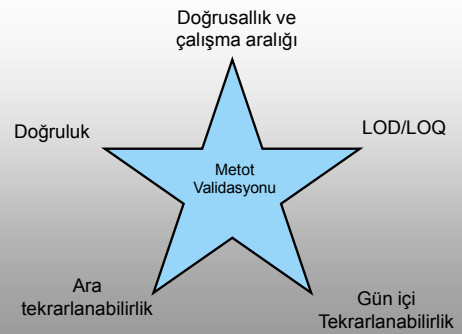 Doğrusallık ve
çalışma aralığı
Doğruluk
LOD/LOQ
Metot
Validasyonu
Ara
tekrarlanabilirlik
Gün içi
Tekrarlanabilirlik